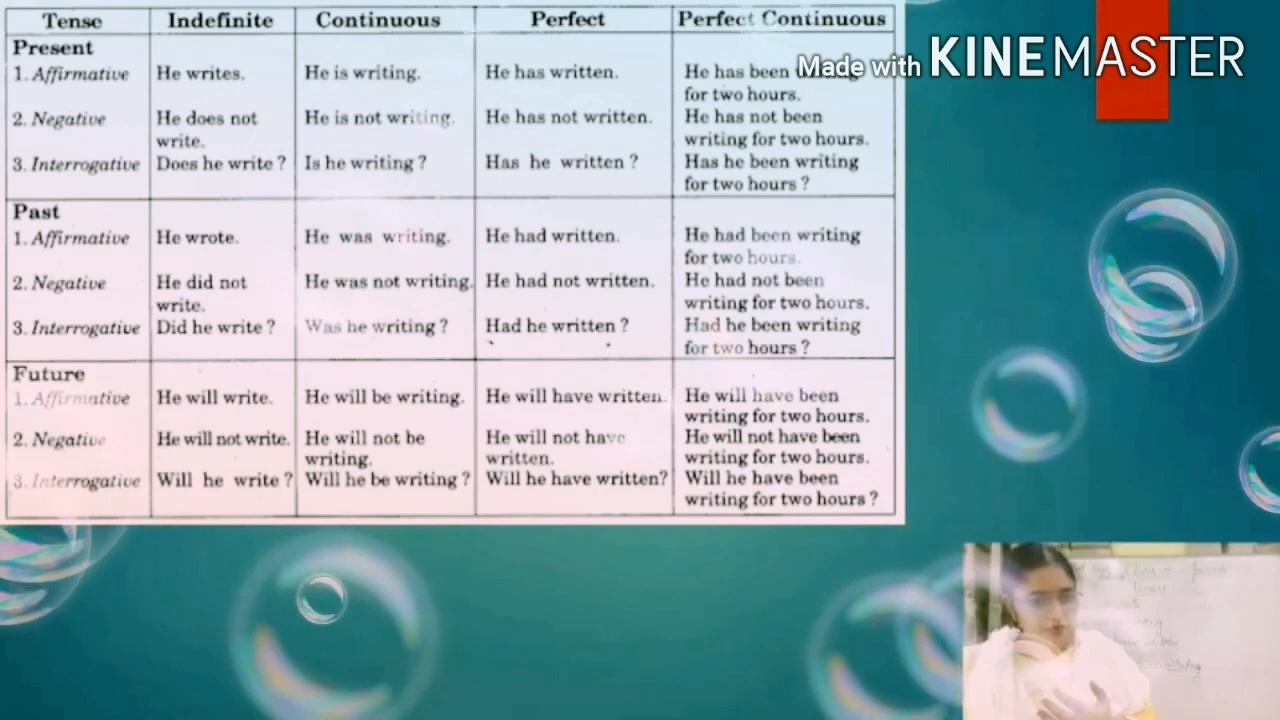 Tense Indefinite Continuous Perfect Perfect Continuous
Present
1. Affirmative He writes. He is writing. He has written. He has been
for two hours.
2. Negative He does not He is not writing. He has not written. He has not been
write. writing for two hours.
3. Interrogative Does he write ? Is he writing ? Has he written ? Has he been writing
for two hours ?
Past
1. Affirmative He wrote. He was writing. He had written. He had been writing
for two hours.
2. Negative He did not He was not writing. He had not written. He had not been
write. writing for two hours.
3. Interrogative Did he write ? Was he writing ? Had he written ? Had he been writing
for two hours ?
Future
1. Affirmative He will write. He will be writing. He will have written. He will have been
writing for two hours.
2. Negative He will not write. He will not be He will not have He will not have been
writing. written. writing for two hours.
3. Interrogative Will he write ? Will he be writing ? Will he have written? Will he have been
writing for two hours ?
Made with KINEMASTER